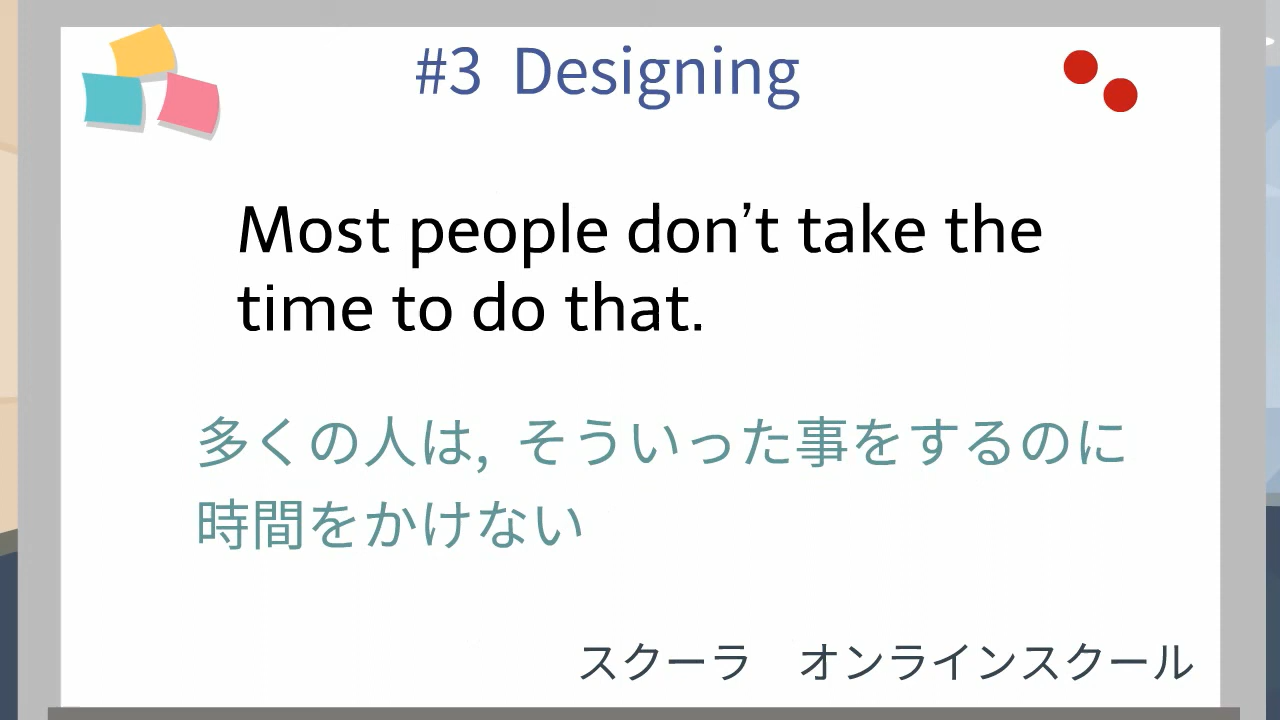 #3 Designing
Most people don’t take the
time to do that.
多くの人は, そういった事をするのに
時間をかけない
スクーラ　オンラインスクール